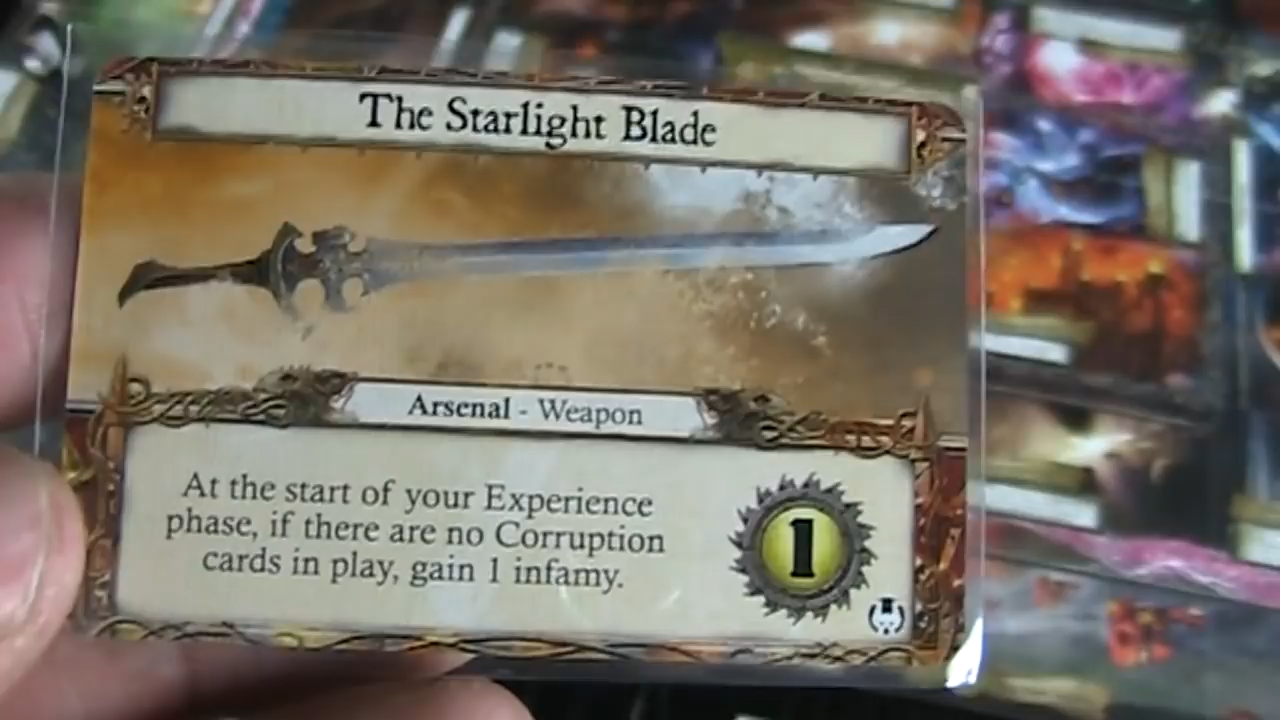 The Starlight Blade
Arsenal - Weapon
At the start of your Experience
phase, if there are no Corruption
cards in play, gain 1 infamy.
1